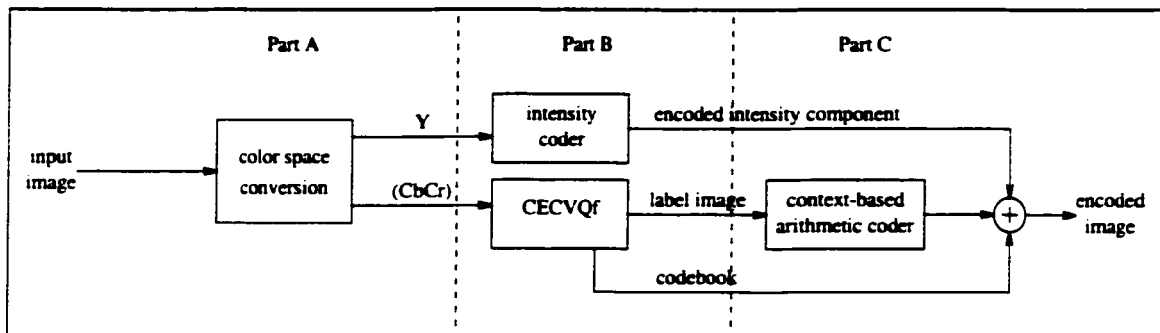 Part A
Part B
Part C
input
image
color space
conversion
Y
(CbCr)
intensity
coder
encoded intensity component
CECVQf
label image
context-based
arithmetic coder
+
encoded
image
codebook